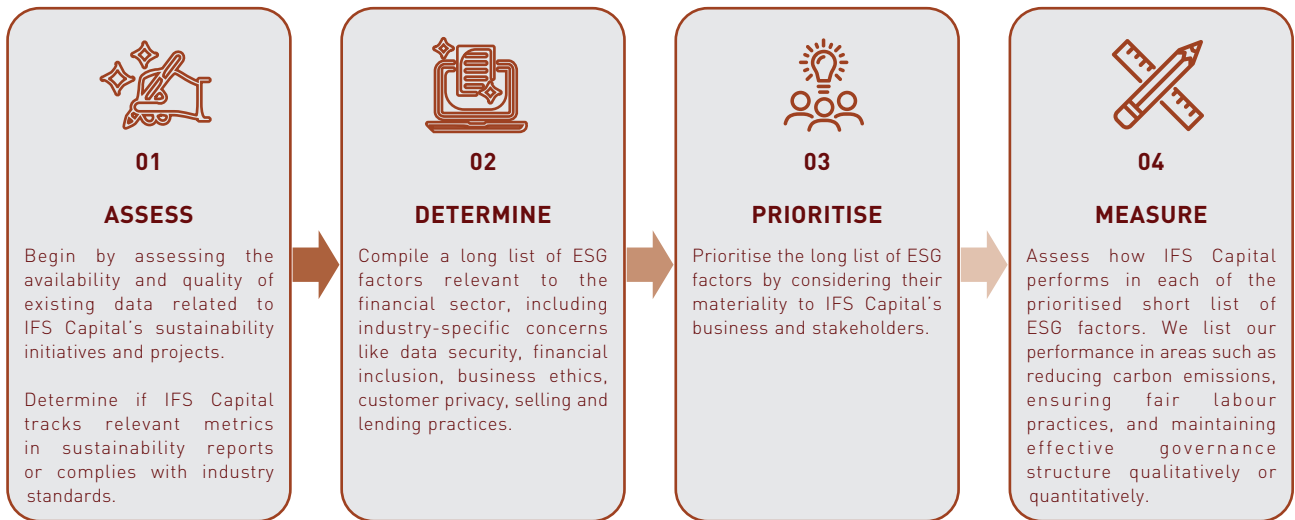 01
ASSESS
Begin by assessing the
availability and quality of
existing data related to
IFS Capital's sustainability
initiatives and projects.
Determine if IFS Capital
tracks relevant metrics
in sustainability reports
or complies with industry
standards.
02
DETERMINE
Compile a long list of ESG
factors relevant to the
financial sector, including
industry-specific concerns
like data security, financial
inclusion, business ethics,
customer privacy, selling and
lending practices.
03
PRIORITISE
Prioritise the long list of ESG
factors by considering their
materiality to IFS Capital's
business and stakeholders.
04
MEASURE
Assess how IFS Capital
performs in each of the
prioritised short list of
ESG factors. We list our
performance in areas such as
reducing carbon emissions,
ensuring fair labour
practices, and maintaining
effective governance
structure qualitatively or
quantitatively.